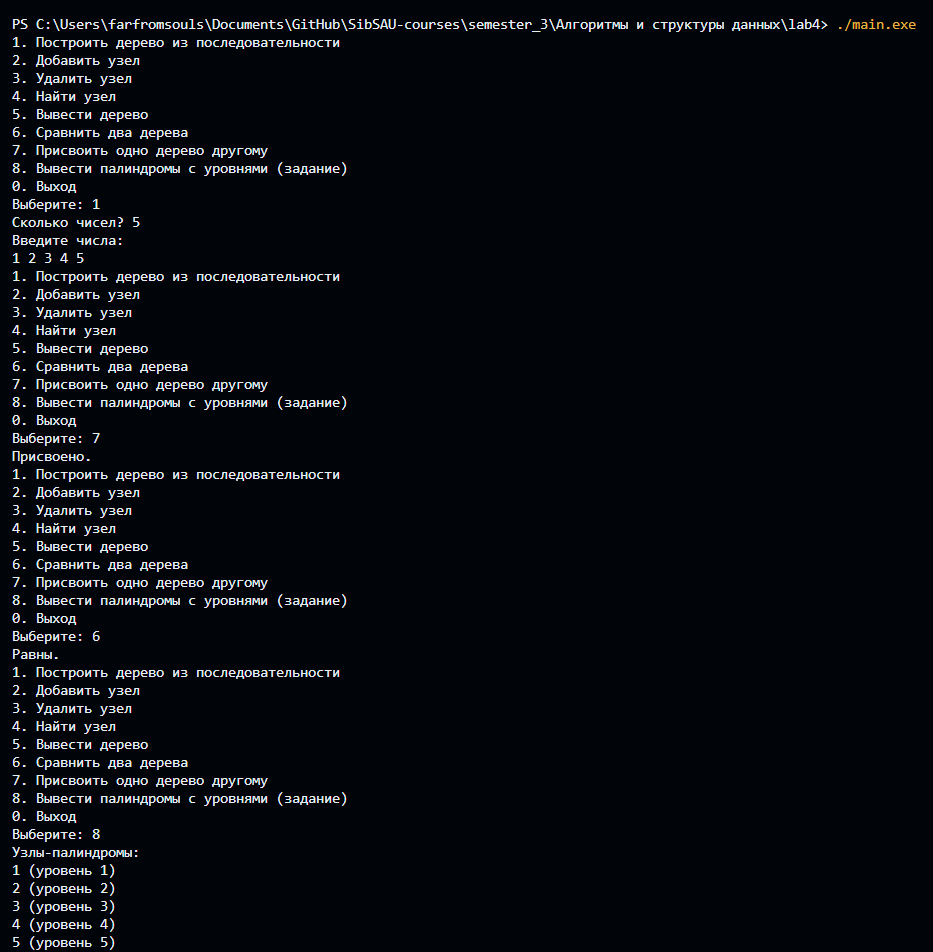 PS C:\Users\farfromsouls\Documents\GitHub\SibSAU-courses\semester_3\Алгоритмы и структуры данных\lab4> ./main.exe
1. Построить дерево из последовательности
2. Добавить узел
3. Удалить узел
4. Найти узел
5. Вывести дерево
6. Сравнить два дерева
7. Присвоить одно дерево другому
8. Вывести палиндромы с уровнями (задание)
0. Выход
Выберите: 1
Сколько чисел? 5
Введите числа:
1 2 3 4 5
1. Построить дерево из последовательности
2. Добавить узел
3. Удалить узел
4. Найти узел
5. Вывести дерево
6. Сравнить два дерева
7. Присвоить одно дерево другому
8. Вывести палиндромы с уровнями (задание)
0. Выход
Выберите: 7
Присвоено.
1. Построить дерево из последовательности
2. Добавить узел
3. Удалить узел
4. Найти узел
5. Вывести дерево
6. Сравнить два дерева
7. Присвоить одно дерево другому
8. Вывести палиндромы с уровнями (задание)
0. Выход
Выберите: 6
Равны.
1. Построить дерево из последовательности
2. Добавить узел
3. Удалить узел
4. Найти узел
5. Вывести дерево
6. Сравнить два дерева
7. Присвоить одно дерево другому
8. Вывести палиндромы с уровнями (задание)
0. Выход
Выберите: 8
Узлы-палиндромы:
1 (уровень 1)
2 (уровень 2)
3 (уровень 3)
4 (уровень 4)
5 (уровень 5)